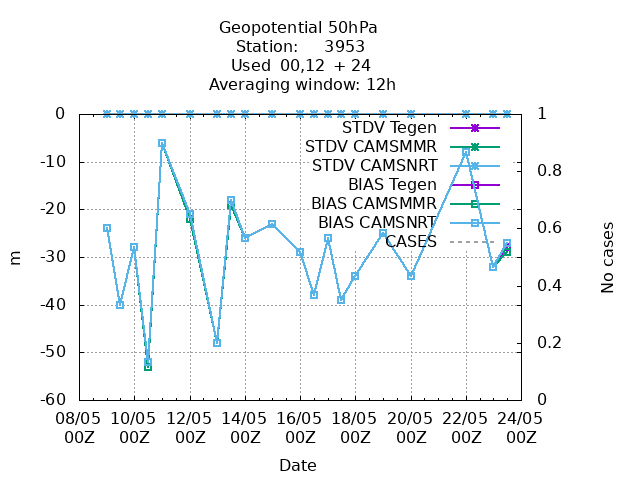 Geopotential 50hPa
Station: 3953
Used 00,12 + 24
Averaging window: 12h
0 1
-10 0.8
-20 0.6
-30 0.4
-40 0.2
-50 0
-60
STDV Tegen
STDV CAMSMMR
STDV CAMSNRT
BIAS Tegen
BIAS CAMSMMR
BIAS CAMSNRT
CASES
m
No cases
08/05 10/05 12/05 14/05 16/05 18/05 20/05 22/05 24/05
00Z 00Z 00Z 00Z 00Z 00Z 00Z 00Z 00Z
Date